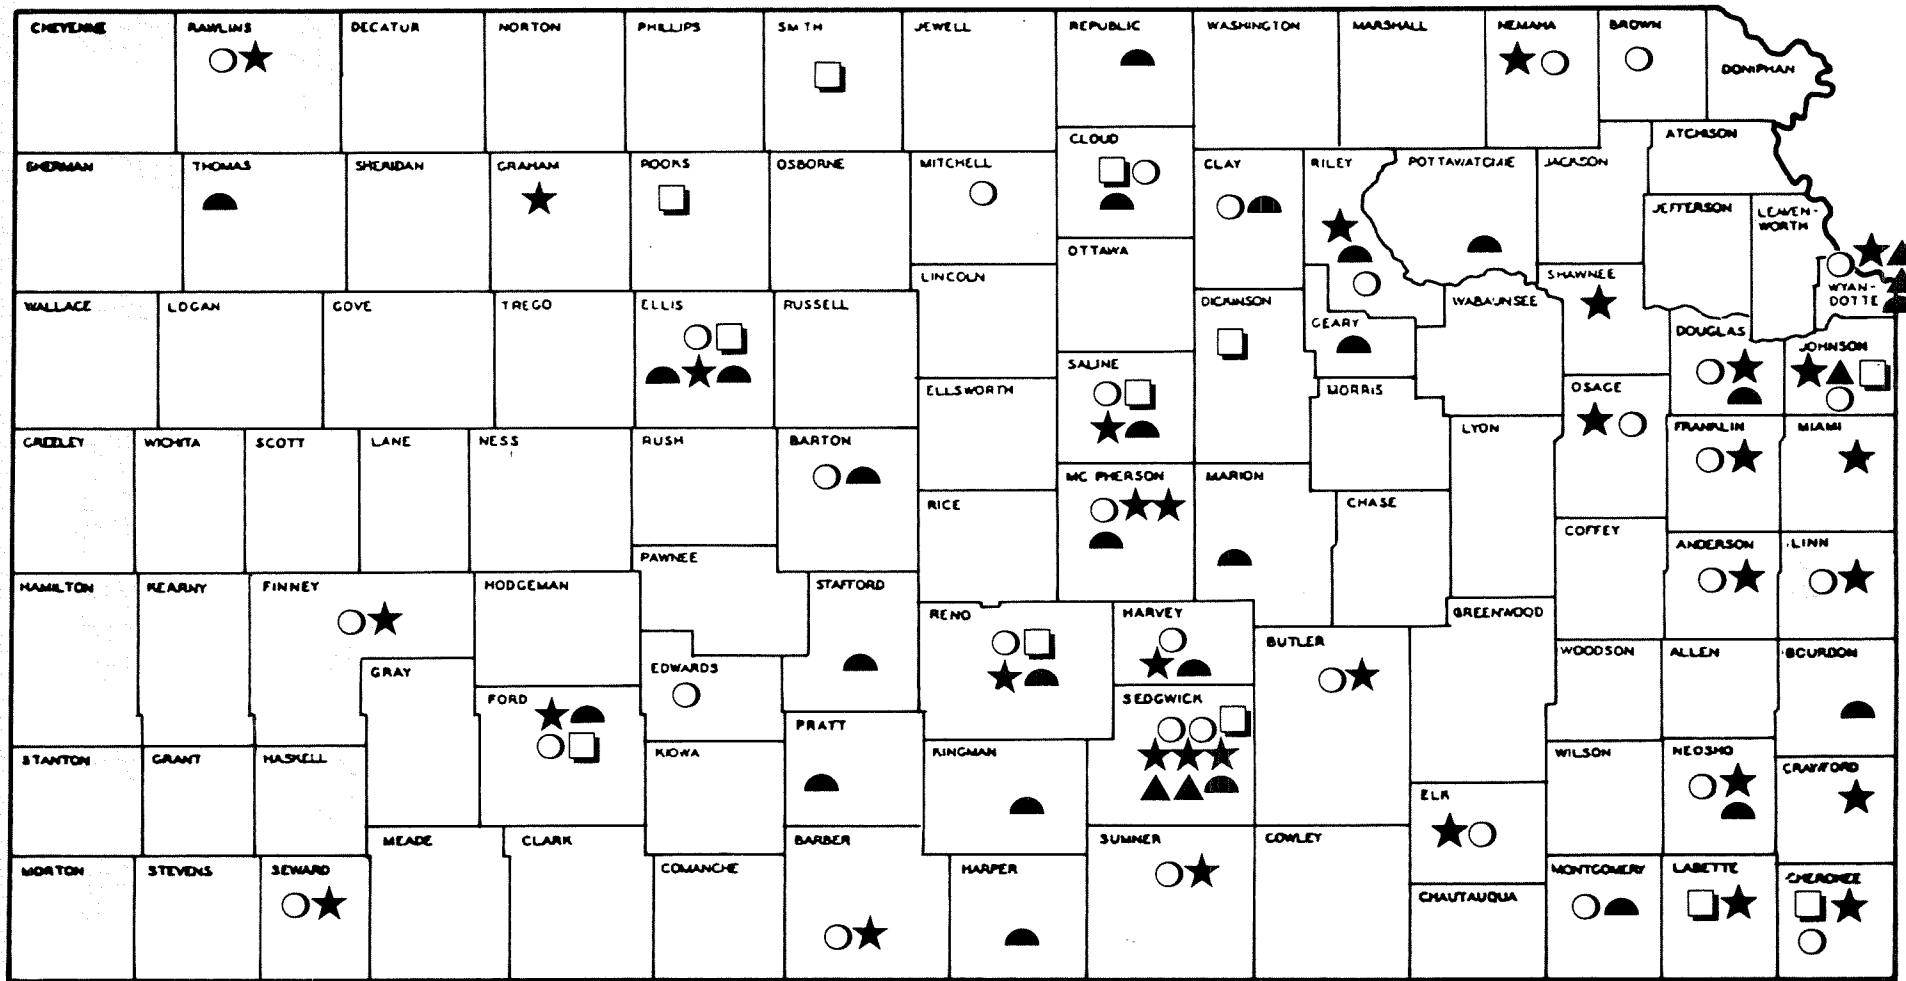 CHEYENNE
RAWLINS
DECATUR
NORTON
PHILLIPS
SMITH
JEWELL
REPUBLIC
WASHINGTON
MARSHALL
NEMAHA
BROWN
DONIPHAN
SHERMAN
THOMAS
SHERIDAN
GRAHAM
ROOKS
OSBORNE
MITCHELL
CLOUD
CLAY
RILEY
POTTAWATOMIE
JACKSON
ATCHISON
JEFFERSON
LEAVEN-
WORTH
WYAN-
DOTTE
WALLACE
LOGAN
GOVE
TREGO
ELLIS
RUSSELL
LINCOLN
OTTAWA
DICKINSON
GEARY
WABAUNSEE
SHAWNEE
DOUGLAS
JOHNSON
GREELEY
WICHITA
SCOTT
LANE
NESS
RUSH
BARTON
ELLSWORTH
SALINE
MORRIS
LYON
OSAGE
FRANKLIN
MIAMI
RICE
MC PHERSON
MARION
CHASE
COFFEY
ANDERSON
LINN
HAMILTON
KEARNY
FINNEY
HODGEMAN
PAWNEE
STAFFORD
RENO
HARVEY
BUTLER
GREENWOOD
WOODSON
ALLEN
BOURBON
GRAY
FORD
EDWARDS
PRATT
KINGMAN
SEDGWICK
STANTON
GRANT
HASKELL
KIOWA
ELK
WILSON
NEOSHO
CRAWFORD
MORTON
STEVENS
SEWARD
MEADE
CLARK
COMANCHE
BARBER
HARPER
SUMNER
COWLEY
CHAUTAUQUA
MONTGOMERY
LABETTE
CHEROKEE